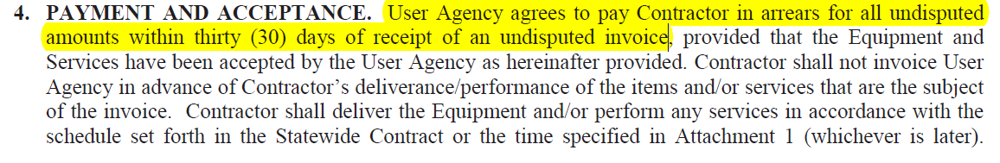 4. PAYMENT AND ACCEPTANCE. User Agency agrees to pay Contractor in arrears for all undisputed
amounts within thirty (30) days of receipt of an undisputed invoice, provided that the Equipment and
Services have been accepted by the User Agency as hereinafter provided. Contractor shall not invoice User
Agency in advance of Contractor’s deliverance/performance of the items and/or services that are the subject
of the invoice.  Contractor shall deliver the Equipment and/or perform any services in accordance with the
schedule set forth in the Statewide Contract or the time specified in Attachment 1 (whichever is later).